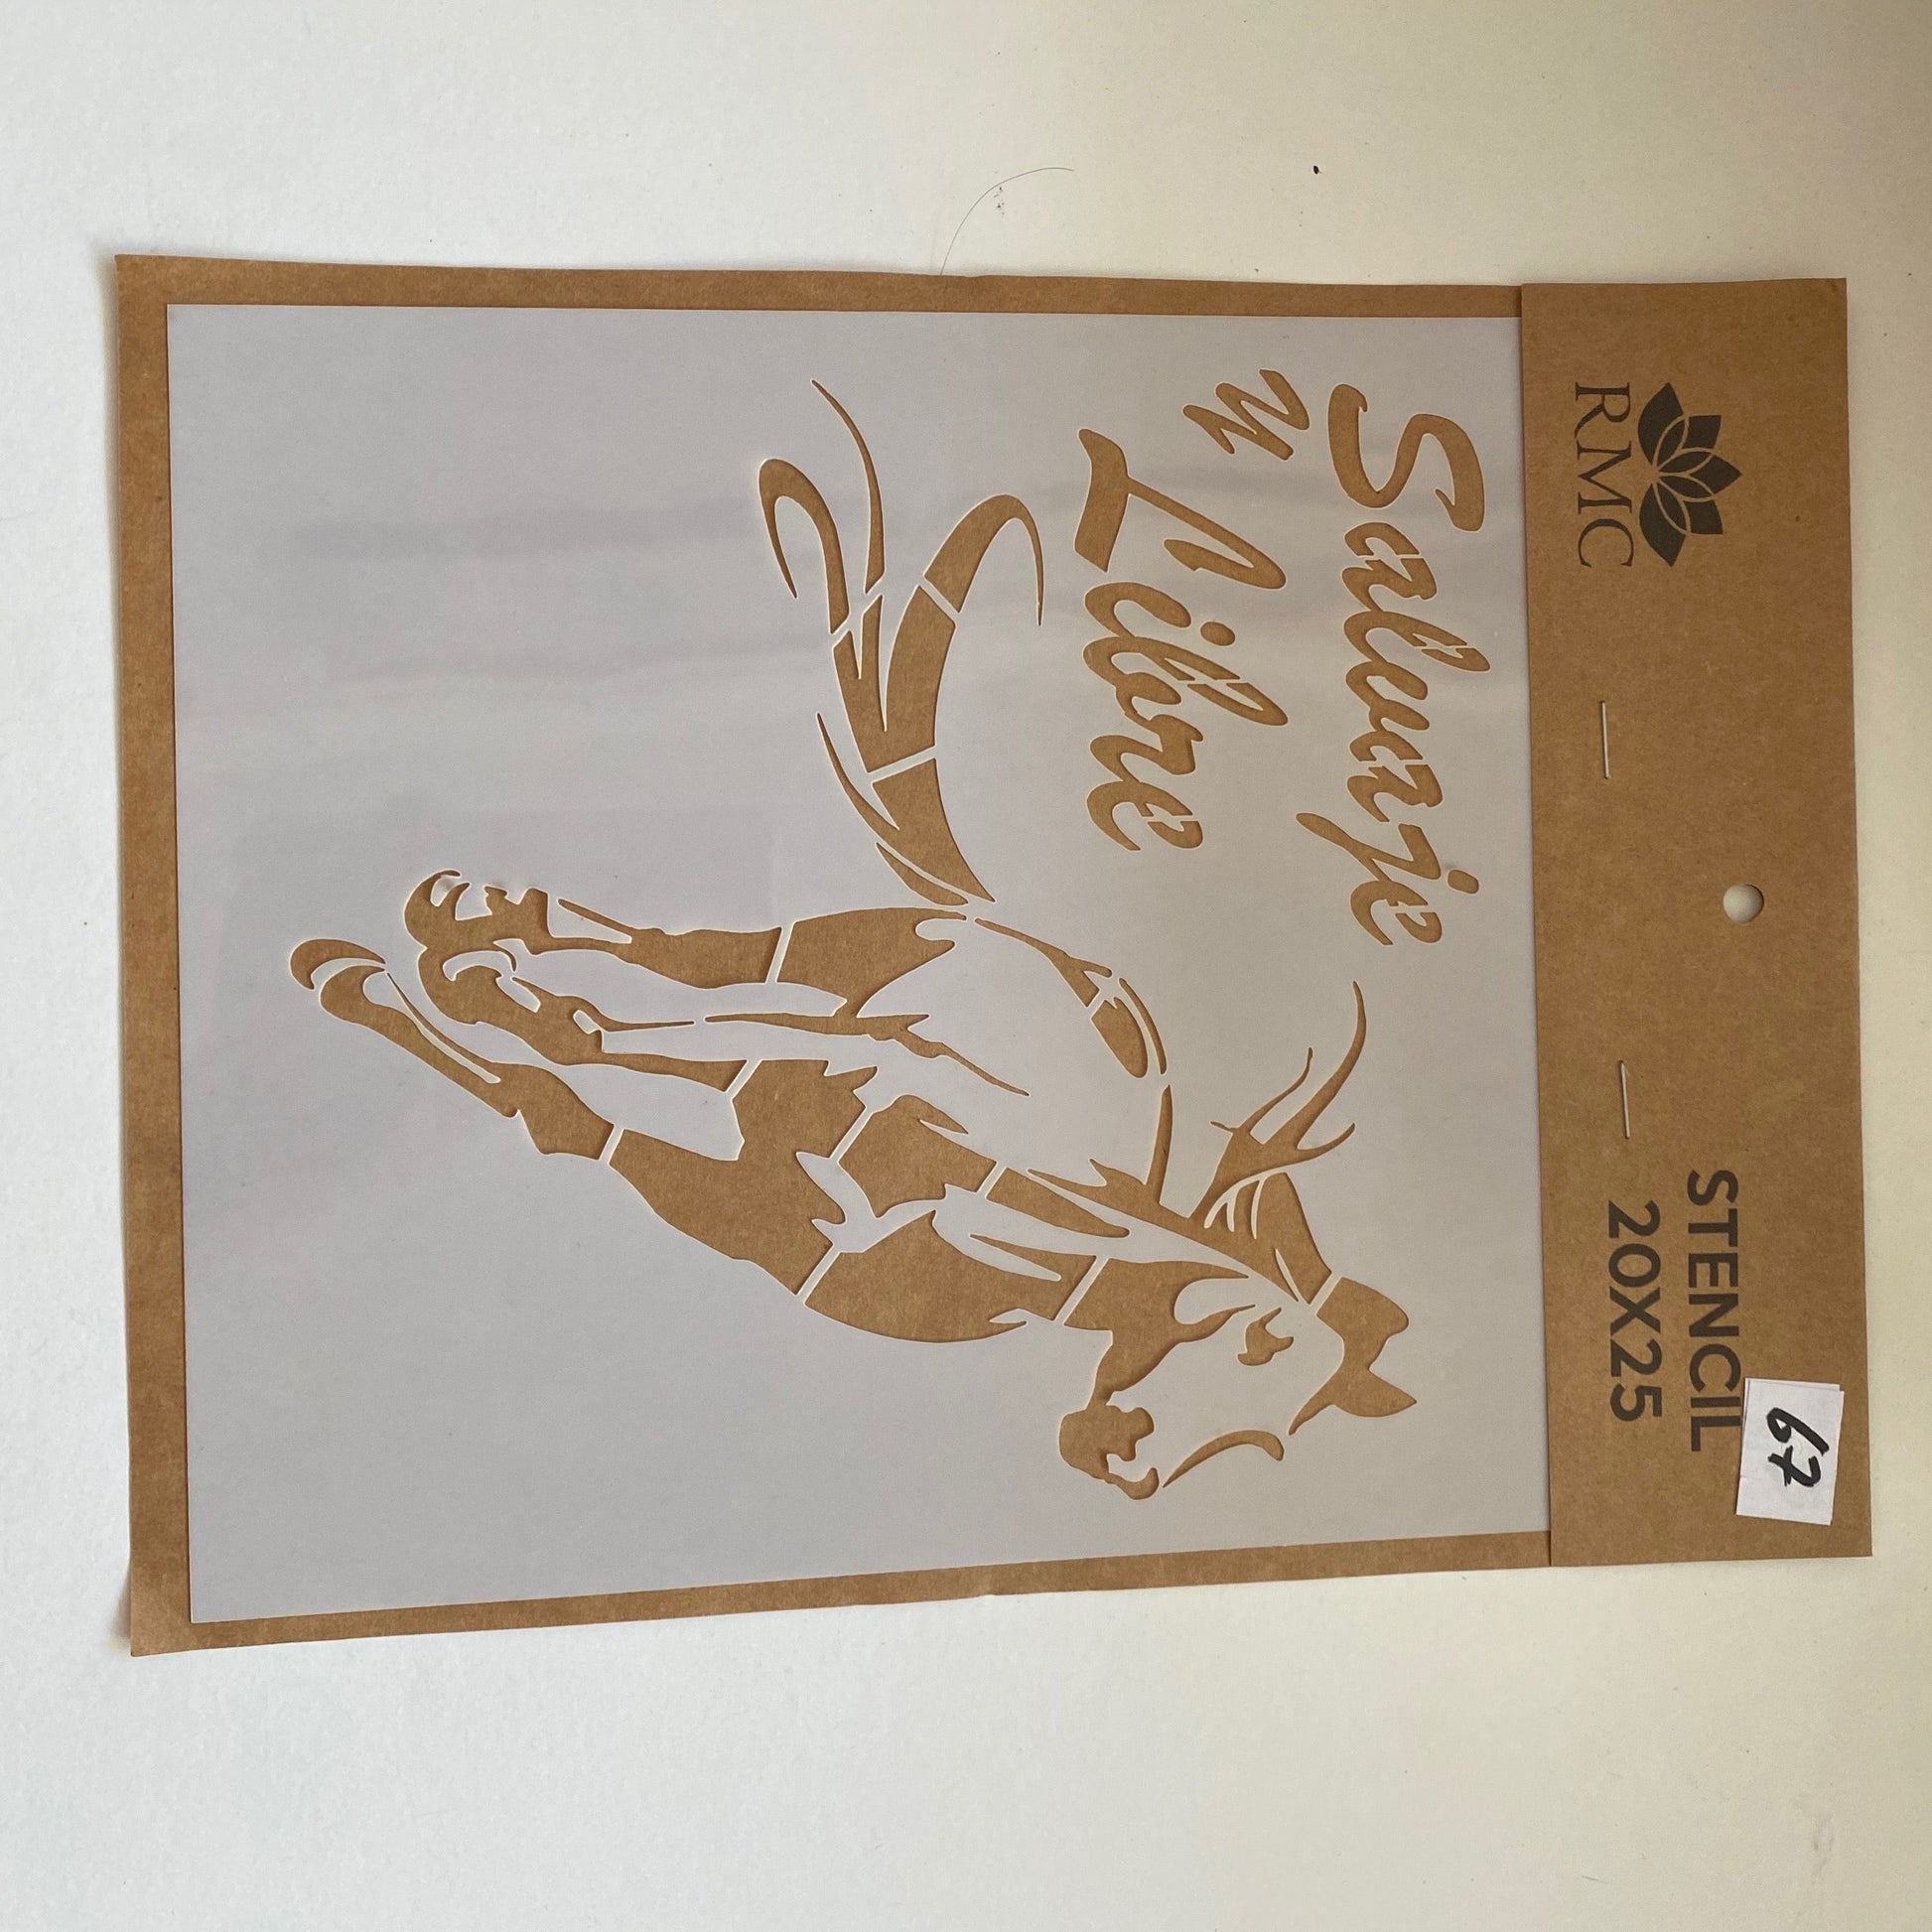 RMC
STENCIL
20X25
67
Salvaje
y
Libre